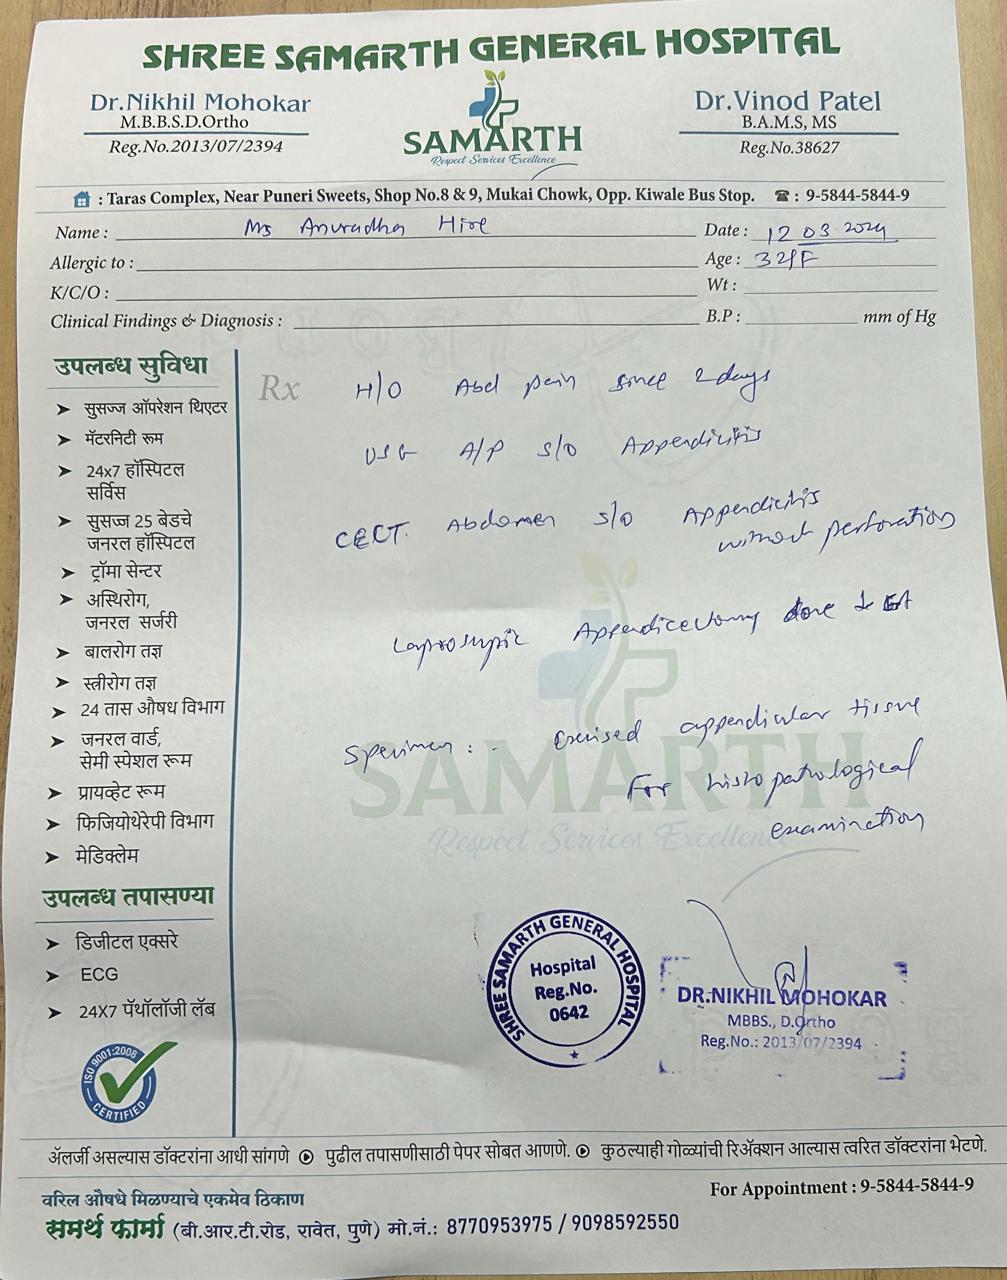 SHREE SAMARTH GENERAL HOSPITAL
Dr.Nikhil Mohokar
M.B.B.S.D.Ortho
Reg.No.2013/07/2394
SAMARTH
Respect Services Excellence
Dr.Vinod Patel
B.A.M.S, MS
Reg.No.38627
: Taras Complex, Near Puneri Sweets, Shop No.8 & 9, Mukai Chowk, Opp. Kiwale Bus Stop. ☎ : 9-5844-5844-9
Name : Ms Anuradha Hire Date : 12 03 2024
Allergic to : Age : 32/F
K/C/O : Wt :
Clinical Findings & Diagnosis : B.P : mm of Hg
उपलब्ध सुविधा
➤ सुसज्ज ऑपरेशन थिएटर
➤ मॅटरनिटी रूम
➤ 24x7 हॉस्पिटल
सर्विस
➤ सुसज्ज 25 बेडचे
जनरल हॉस्पिटल
➤ ट्रॉमा सेन्टर
➤ अस्थिरोग,
जनरल सर्जरी
➤ बालरोग तज्ञ
➤ स्त्रीरोग तज्ञ
➤ 24 तास औषध विभाग
➤ जनरल वार्ड,
सेमी स्पेशल रूम
➤ प्रायव्हेट रूम
➤ फिजियोथेरेपी विभाग
➤ मेडिक्लेम
उपलब्ध तपासण्या
➤ डिजीटल एक्सरे
➤ ECG
➤ 24X7 पॅथॉलॉजी लॅब
ISO 9001:2008
CERTIFIED
Rx H/O Abd pain since 2 days
USG A/P S/O Appendicitis
CECT. Abdomen S/O Appendicitis
without perforation
Appendicectomy done GA
Specimen : - excised appendicular tissue
For histopathological
examination
SAMARTH
Respect Services Excellence
SHREE SAMARTH GENERAL HOSPITAL
Hospital
Reg.No.
0642
DR.NIKHIL MOHOKAR
MBBS., D.Ortho
Reg.No.: 2013/07/2394
ॲलर्जी असल्यास डॉक्टरांना आधी सांगणे ⊙ पुढील तपासणीसाठी पेपर सोबत आणणे. ⊙ कुठल्याही गोळ्यांची रिॲक्शन आल्यास त्वरित डॉक्टरांना भेटणे.
वरिल औषधे मिळण्याचे एकमेव ठिकाण
For Appointment : 9-5844-5844-9
समर्थ फार्मा (बी.आर.टी.रोड, रावेत, पुणे) मो.नं.: 8770953975 / 9098592550